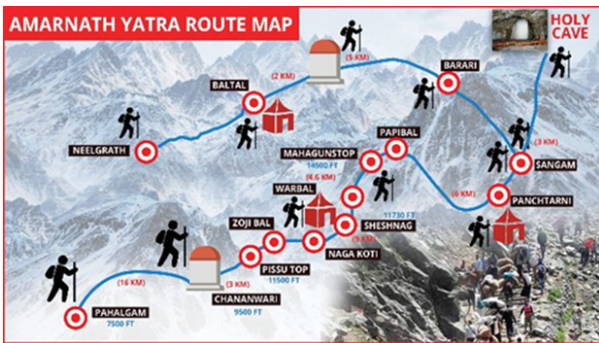 AMARNATH YATRA ROUTE MAP
HOLY
CAVE
(5 KM)
(2 KM)
BARARI
BALTAL
NEELGRATH
PAPIBAL
(3 KM)
MAHAGUNSTOP
14500 FT
SANGAM
(4.6 KM)
WARBAL
(6 KM)
PANCHTARNI
11730 FT
ZOJI BAL
SHESHNAG
(9 KM)
NAGA KOTI
PISSU TOP
11500 FT
(16 KM)
(3 KM)
CHANANWARI
9500 FT
PAHALGAM
7500 FT